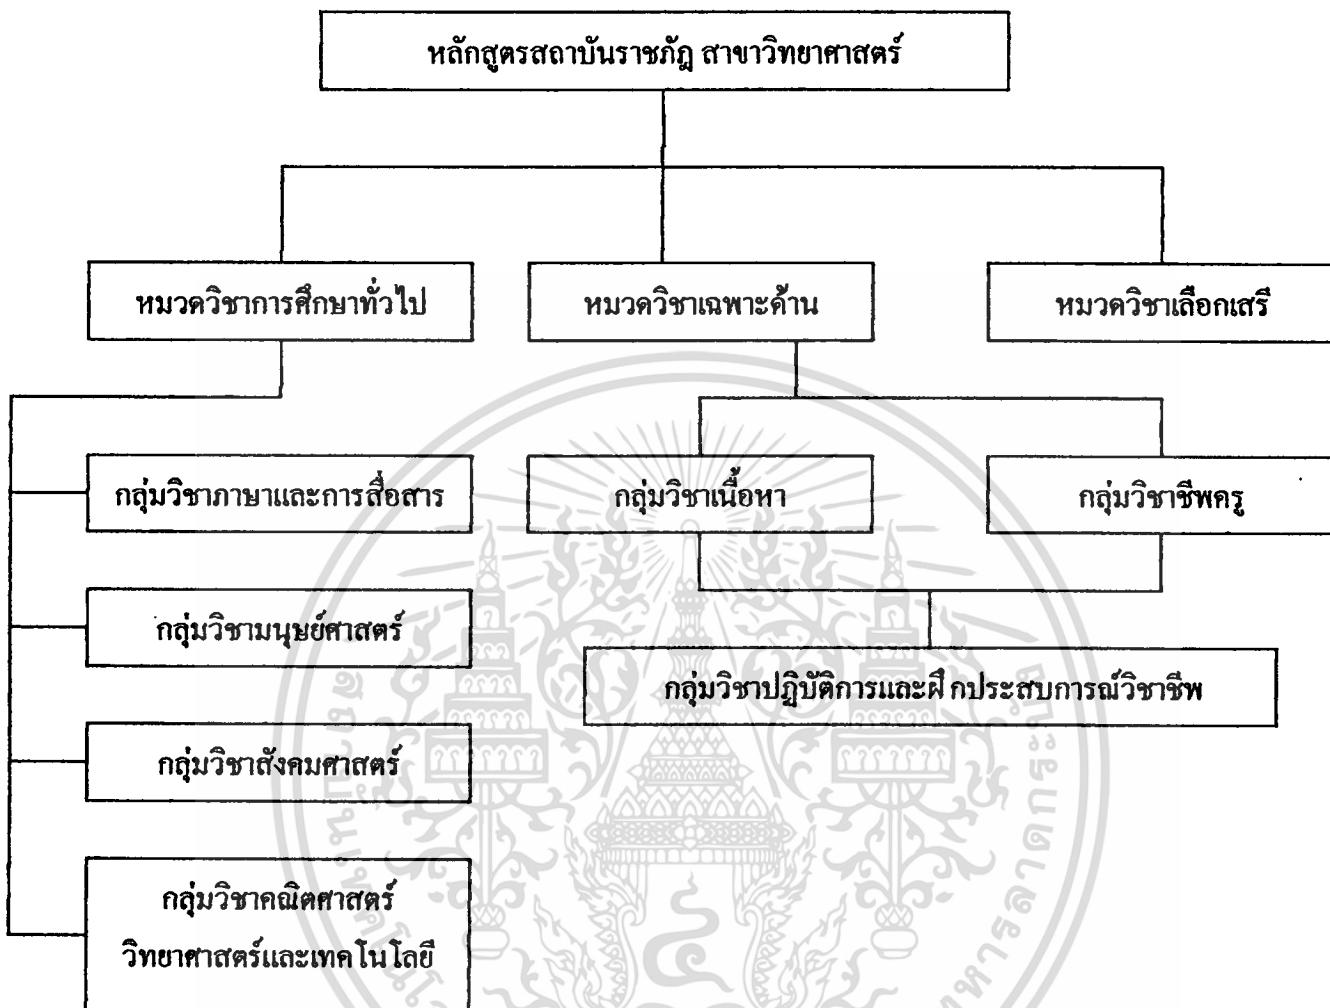 หลักสูตรสถาบันราชภัฎ สาขาวิทยาศาสตร์
หมวดวิชาการศึกษาทั่วไป
หมวดวิชาเฉพาะด้าน
หมวดวิชาเลือกเสรี
กลุ่มวิชาภาษาและการสื่อสาร
กลุ่มวิชาเนื้อหา
กลุ่มวิชาชีพครู
กลุ่มวิชามนุษย์ศาสตร์
กลุ่มวิชาปฏิบัติการและฝึกประสบการณ์วิชาชีพ
กลุ่มวิชาสังคมศาสตร์
กลุ่มวิชาคณิตศาสตร์
วิทยาศาสตร์และเทคโนโลยี